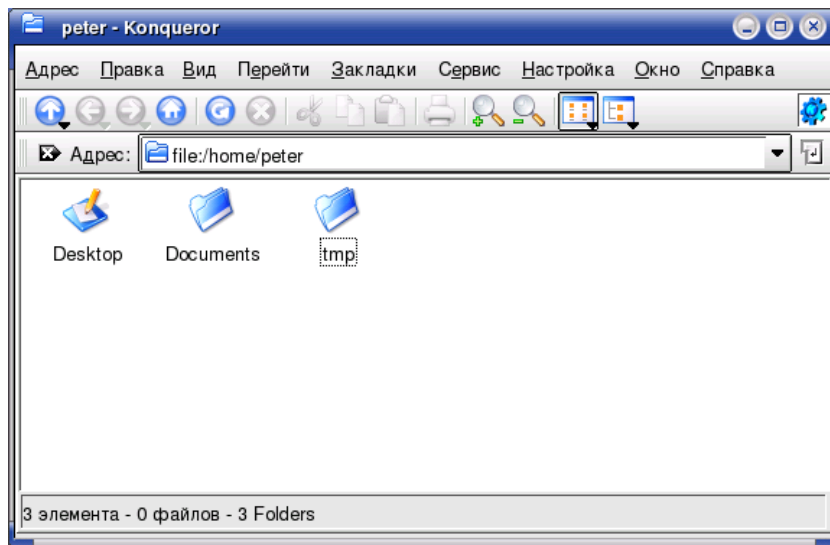 peter - Konqueror
Адрес Правка Вид Перейти Закладки Сервис Настройка Окно Справка
Адрес: file:/home/peter
Desktop Documents tmp
3 элемента - 0 файлов - 3 Folders